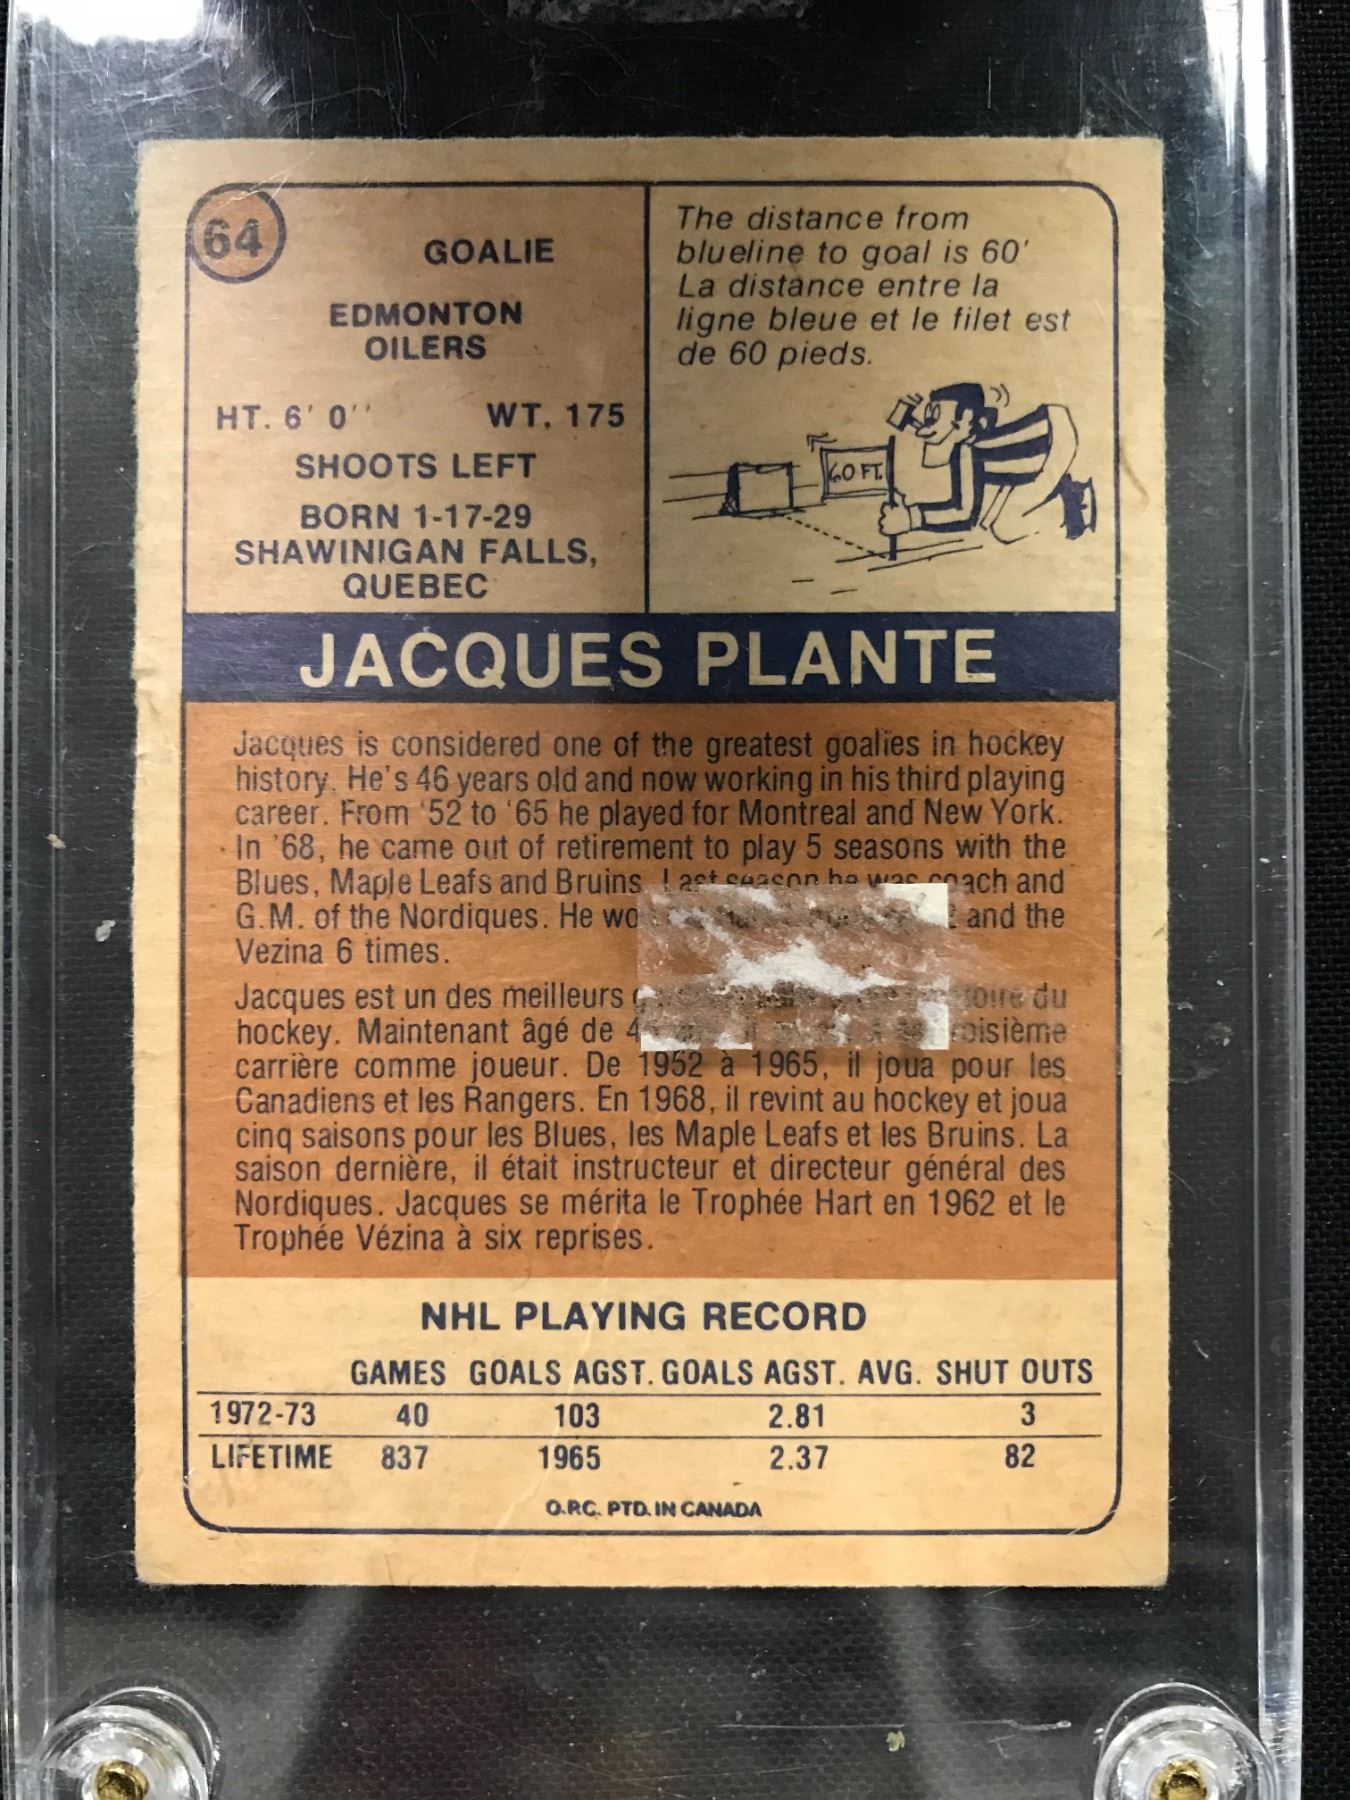 64
GOALIE
EDMONTON
OILERS
HT. 6' 0'' WT. 175
SHOOTS LEFT
BORN 1-17-29
SHAWINIGAN FALLS,
QUEBEC
The distance from
blueline to goal is 60'
La distance entre la
ligne bleue et le filet est
de 60 pieds.
60 FT.
JACQUES PLANTE
Jacques is considered one of the greatest goalies in hockey
history. He's 46 years old and now working in his third playing
career. From '52 to '65 he played for Montreal and New York.
In '68, he came out of retirement to play 5 seasons with the
Blues, Maple Leafs and Bruins. Last season he was coach and
G.M. of the Nordiques. He and the
Vezina 6 times.
Jacques est un des meilleurs du
hockey. Maintenant âgé de
carrière comme joueur. De 1952 à 1965, il joua pour les
Canadiens et les Rangers. En 1968, il revint au hockey et joua
cinq saisons pour les Blues, les Maple Leafs et les Bruins. La
saison dernière, il était instructeur et directeur général des
Nordiques. Jacques se mérita le Trophée Hart en 1962 et le
Trophée Vézina à six reprises.
NHL PLAYING RECORD
GAMES GOALS AGST. GOALS AGST. AVG. SHUT OUTS
1972-73 40 103 2.81 3
LIFETIME 837 1965 2.37 82
O.P.C. PTD. IN CANADA